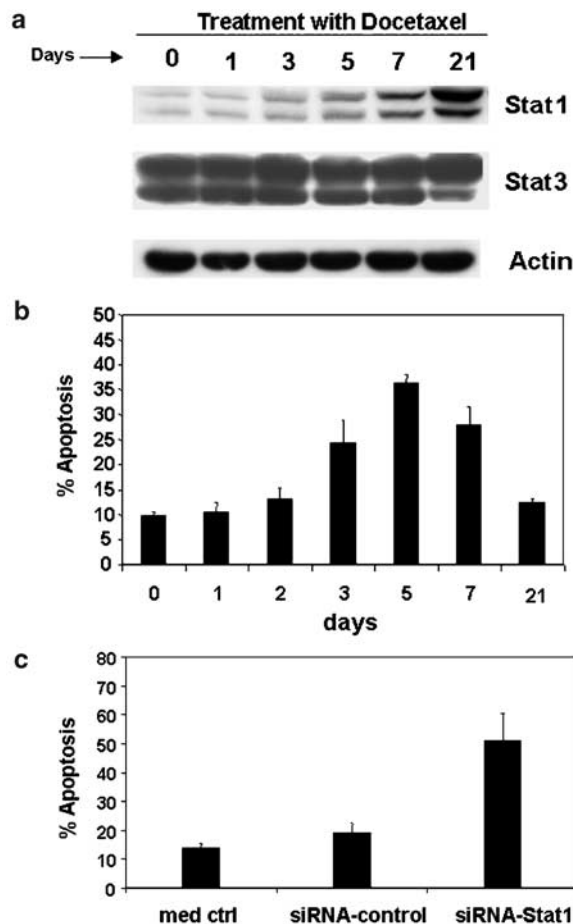 a
Treatment with Docetaxel
Days
0 1 3 5 7 21
Stat1
Stat3
Actin
b
50
45
40
35
30
25
20
15
10
5
0
% Apoptosis
0 1 2 3 5 7 21
days
c
80
70
60
50
40
30
20
10
0
% Apoptosis
med ctrl siRNA-control siRNA-Stat1